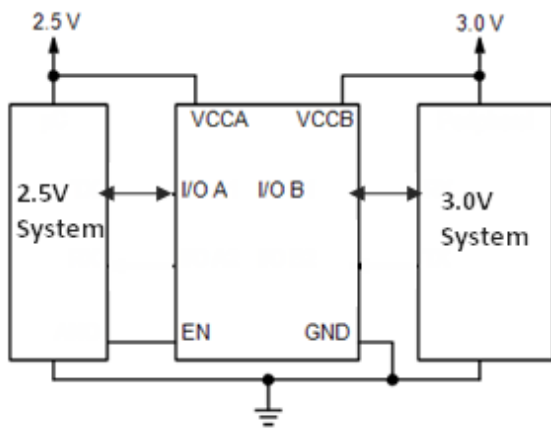 2.5 V
3.0 V
VCCA
VCCB
2.5V
System
I/O A
I/O B
3.0V
System
EN
GND